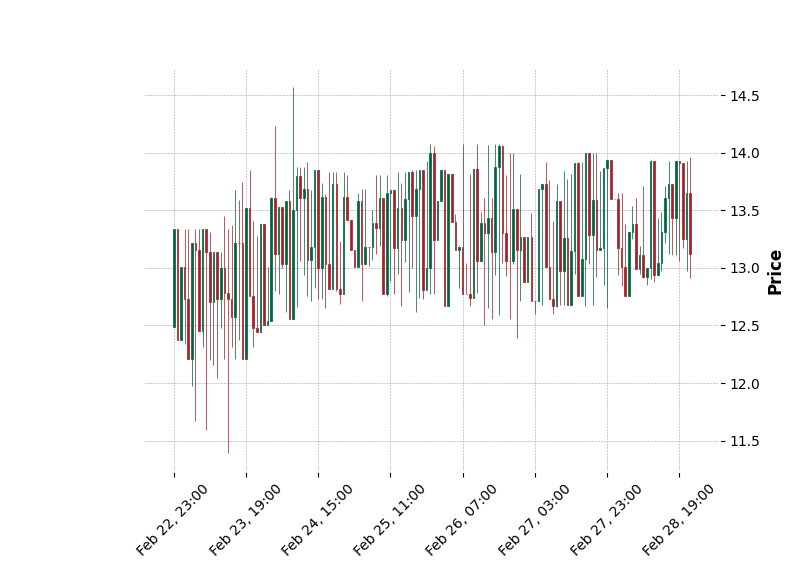 14.5
14.0
13.5
13.0
12.5
12.0
11.5
Price
Feb 22, 23:00
Feb 23, 19:00
Feb 24, 15:00
Feb 25, 11:00
Feb 26, 07:00
Feb 27, 03:00
Feb 27, 23:00
Feb 28, 19:00